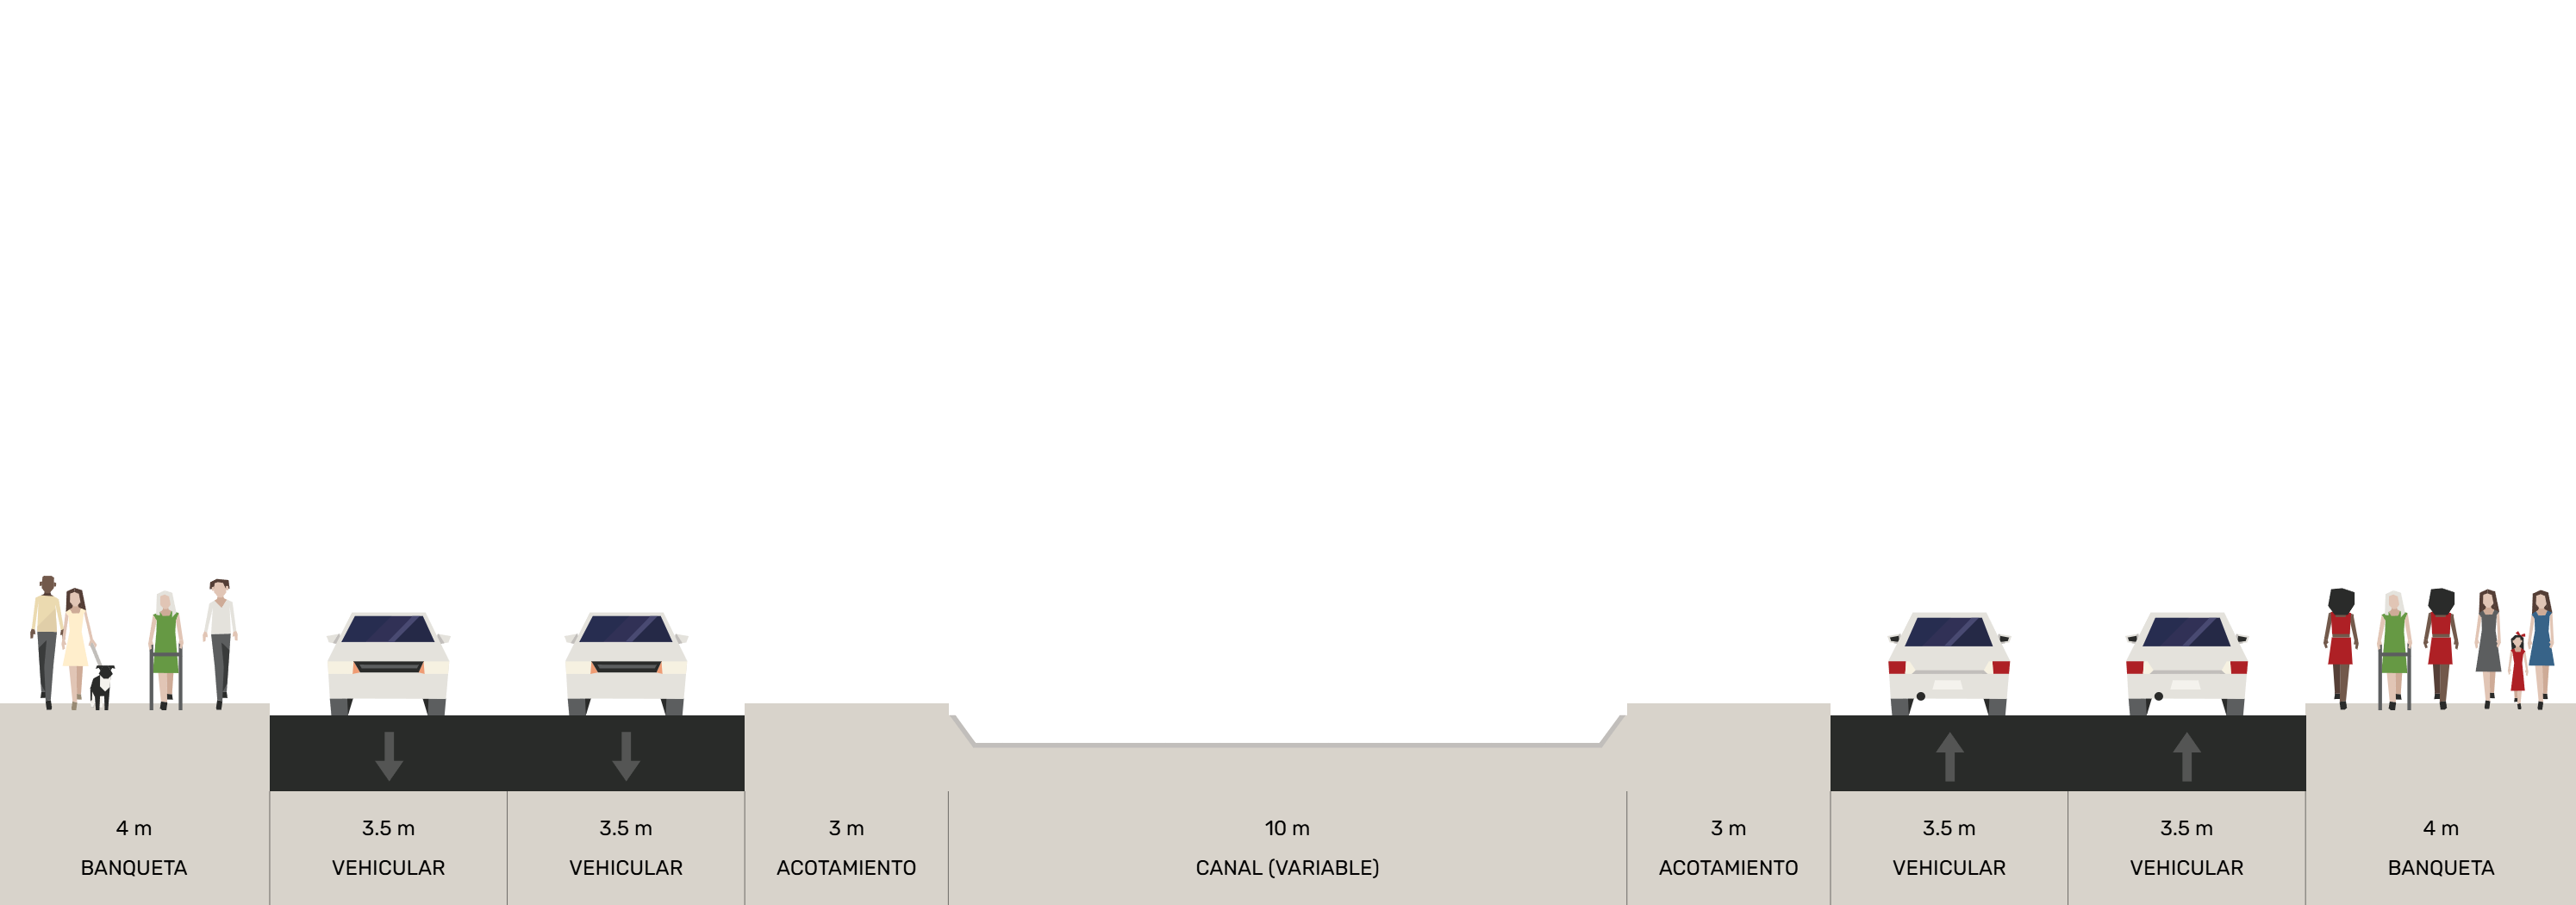 4 m
BANQUETA
3.5 m
VEHICULAR
3.5 m
VEHICULAR
3 m
ACOTAMIENTO
10 m
CANAL (VARIABLE)
3 m
ACOTAMIENTO
3.5 m
VEHICULAR
3.5 m
VEHICULAR
4 m
BANQUETA